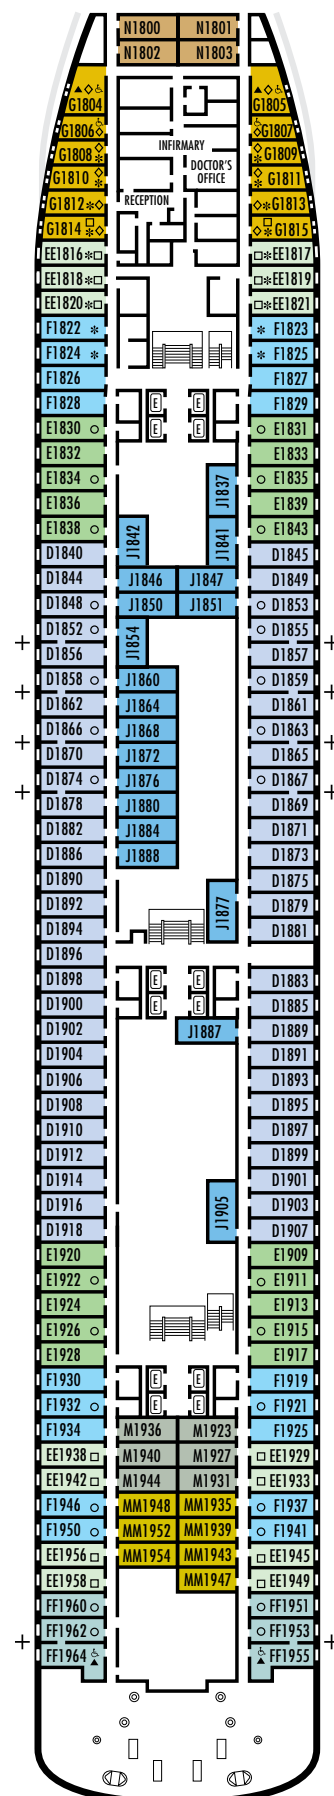 N1800 N1801
N1802 N1803
G1804 G1805
G1806 G1807
G1808 INFIRMARY G1809
DOCTOR'S
OFFICE
G1810 G1811
RECEPTION
G1812 G1813
G1814 G1815
EE1816 EE1817
EE1818 EE1819
EE1820 EE1821
F1822 F1823
F1824 F1825
F1826 F1827
F1828 E E F1829
E1830 E E E1831
E1832 E1833
E1834 J1837 E1835
E1836 E1839
E1838 J1842 J1841 E1843
D1840 D1845
D1844 J1846 J1847 D1849
D1848 J1850 J1851 D1853
D1852 J1854 D1855
D1856 D1857
D1858 J1860 D1859
D1862 J1864 D1861
D1866 J1868 D1863
D1870 J1872 D1865
D1874 J1876 D1867
D1878 J1880 D1869
D1882 J1884 D1871
D1886 J1888 D1873
D1890 D1875
D1892 J1877 D1879
D1894 D1881
D1896
D1898 E E D1883
D1900 E E D1885
D1902 J1887 D1889
D1904 D1891
D1906 D1893
D1908 D1895
D1910 D1897
D1912 D1899
D1914 D1901
D1916 J1905 D1903
D1918 D1907
E1920 E1909
E1922 E1911
E1924 E1913
E1926 E1915
E1928 E1917
F1930 E E F1919
F1932 E E F1921
F1934 M1936 M1923 F1925
EE1938 M1940 M1927 EE1929
EE1942 M1944 M1931 EE1933
F1946 MM1948 MM1935 F1937
F1950 MM1952 MM1939 F1941
EE1956 MM1954 MM1943 EE1945
EE1958 MM1947 EE1949
FF1960 FF1951
FF1962 FF1953
FF1964 FF1955